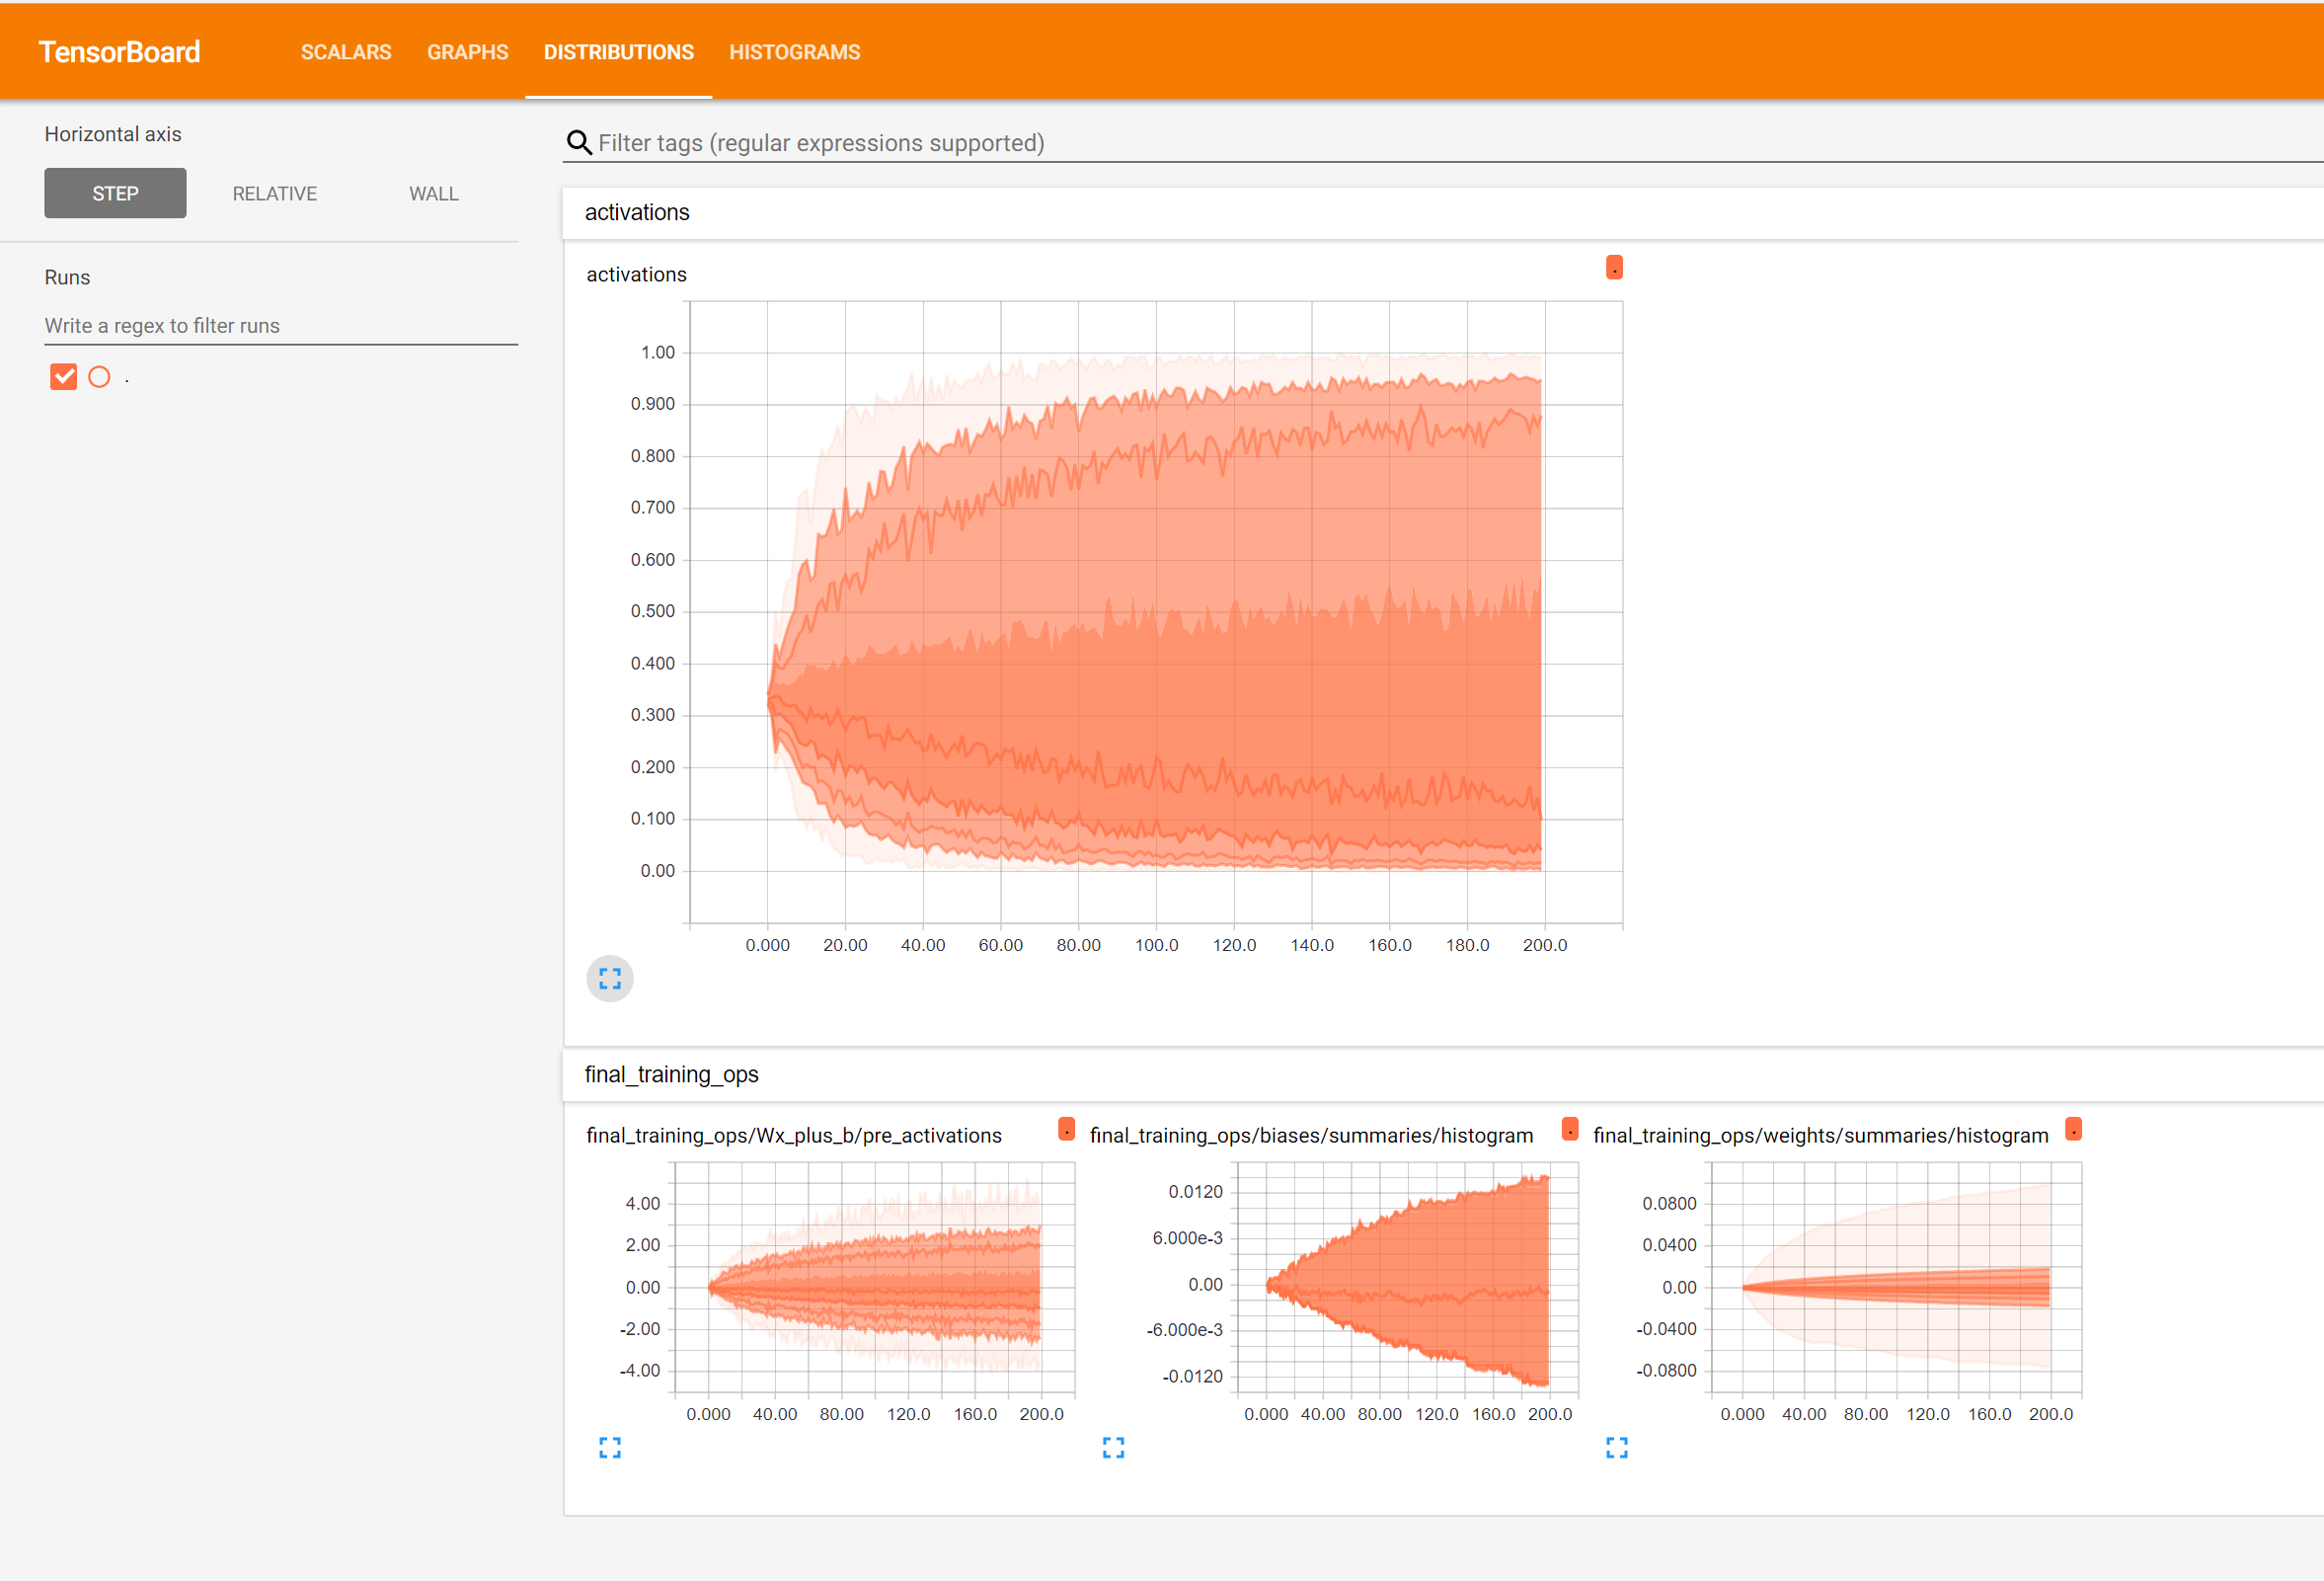 TensorBoard SCALARS GRAPHS DISTRIBUTIONS HISTOGRAMS
Horizontal axis
STEP RELATIVE WALL
Runs
Write a regex to filter runs
.
Filter tags (regular expressions supported)
activations
activations
.
1.00
0.900
0.800
0.700
0.600
0.500
0.400
0.300
0.200
0.100
0.00
0.000 20.00 40.00 60.00 80.00 100.0 120.0 140.0 160.0 180.0 200.0
final_training_ops
final_training_ops/Wx_plus_b/pre_activations
.
4.00
2.00
0.00
-2.00
-4.00
0.000 40.00 80.00 120.0 160.0 200.0
final_training_ops/biases/summaries/histogram
.
0.0120
6.000e-3
0.00
-6.000e-3
-0.0120
0.000 40.00 80.00 120.0 160.0 200.0
final_training_ops/weights/summaries/histogram
.
0.0800
0.0400
0.00
-0.0400
-0.0800
0.000 40.00 80.00 120.0 160.0 200.0